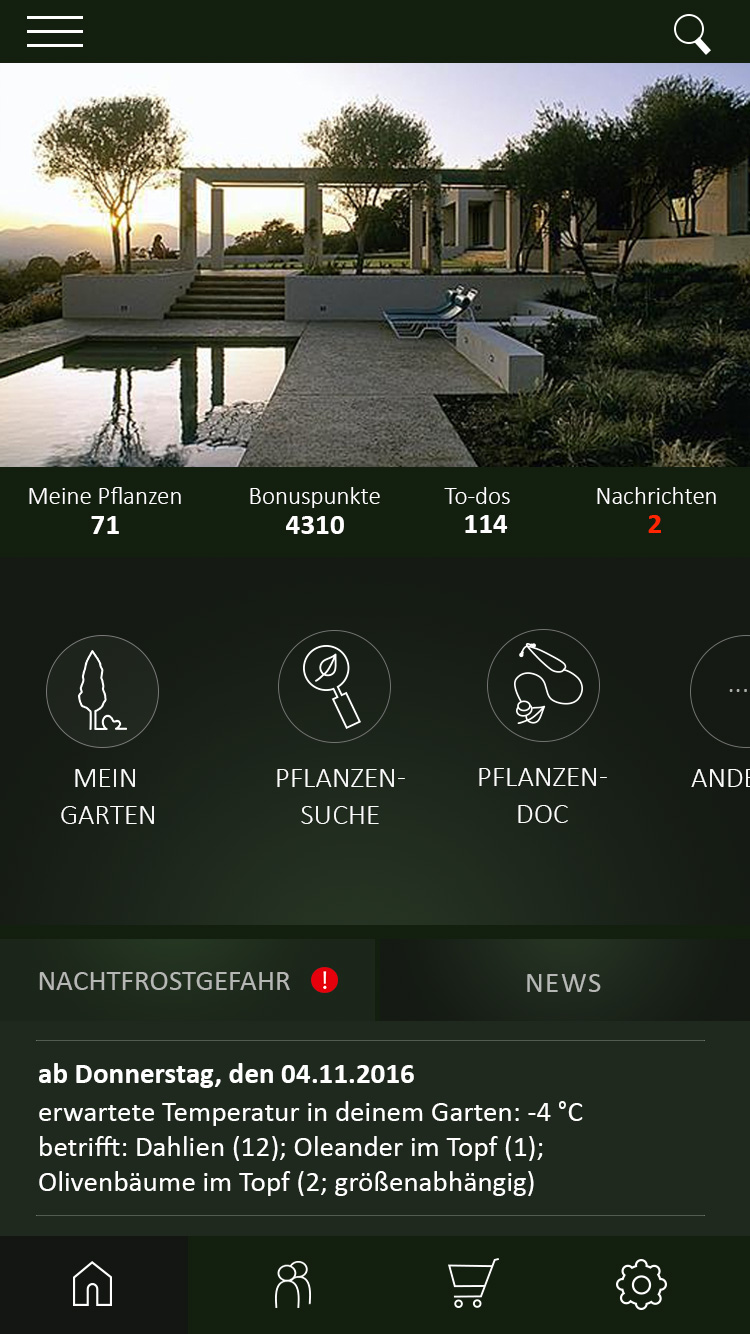 Meine Pflanzen Bonuspunkte To-dos Nachrichten
71 4310 114 2
MEIN GARTEN
PFLANZEN-
SUCHE
PFLANZEN-
DOC
...
ANDE
NACHTFROSTGEFAHR ! NEWS
ab Donnerstag, den 04.11.2016
erwartete Temperatur in deinem Garten: -4 °C
betrifft: Dahlien (12); Oleander im Topf (1);
Olivenbäume im Topf (2; größenabhängig)